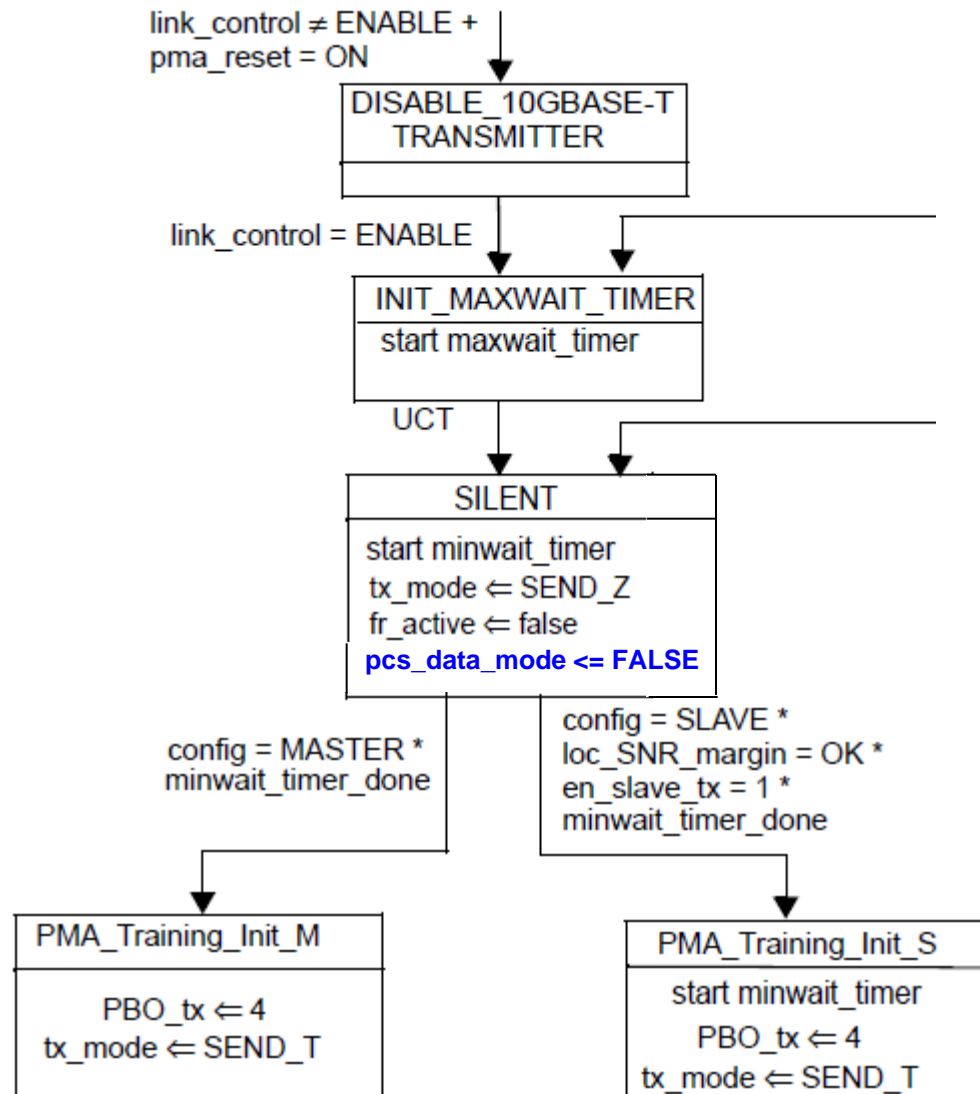 link_control ≠ ENABLE +
pma_reset = ON
DISABLE_10GBASE-T
TRANSMITTER
link_control = ENABLE
INIT_MAXWAIT_TIMER
start maxwait_timer
UCT
SILENT
start minwait_timer
tx_mode ⇐ SEND_Z
fr_active ⇐ false
pcs_data_mode <= FALSE
config = MASTER *
minwait_timer_done
config = SLAVE *
loc_SNR_margin = OK *
en_slave_tx = 1 *
minwait_timer_done
PMA_Training_Init_M
PBO_tx ⇐ 4
tx_mode ⇐ SEND_T
PMA_Training_Init_S
start minwait_timer
PBO_tx ⇐ 4
tx_mode ⇐ SEND_T